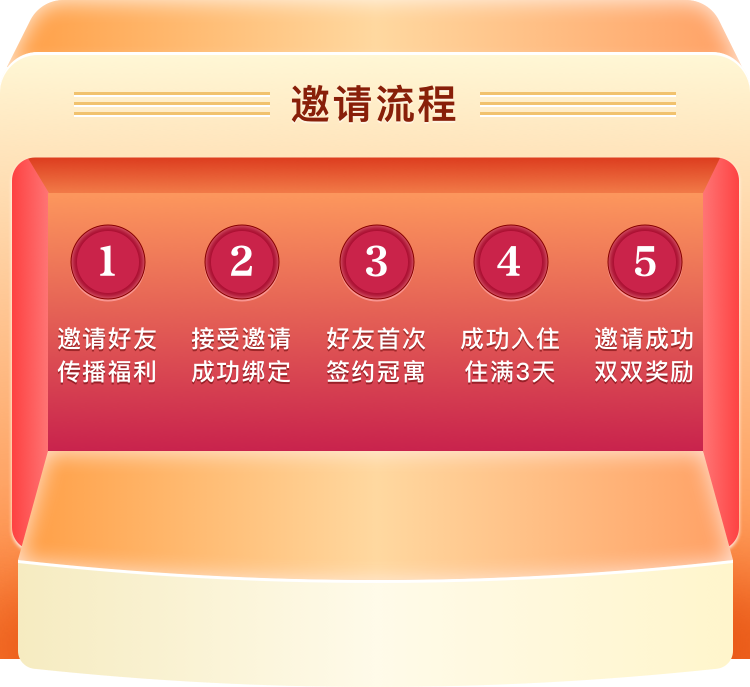 邀请流程
1
邀请好友
传播福利
2
接受邀请
成功绑定
3
好友首次
签约冠寓
4
成功入住
住满3天
5
邀请成功
双双奖励